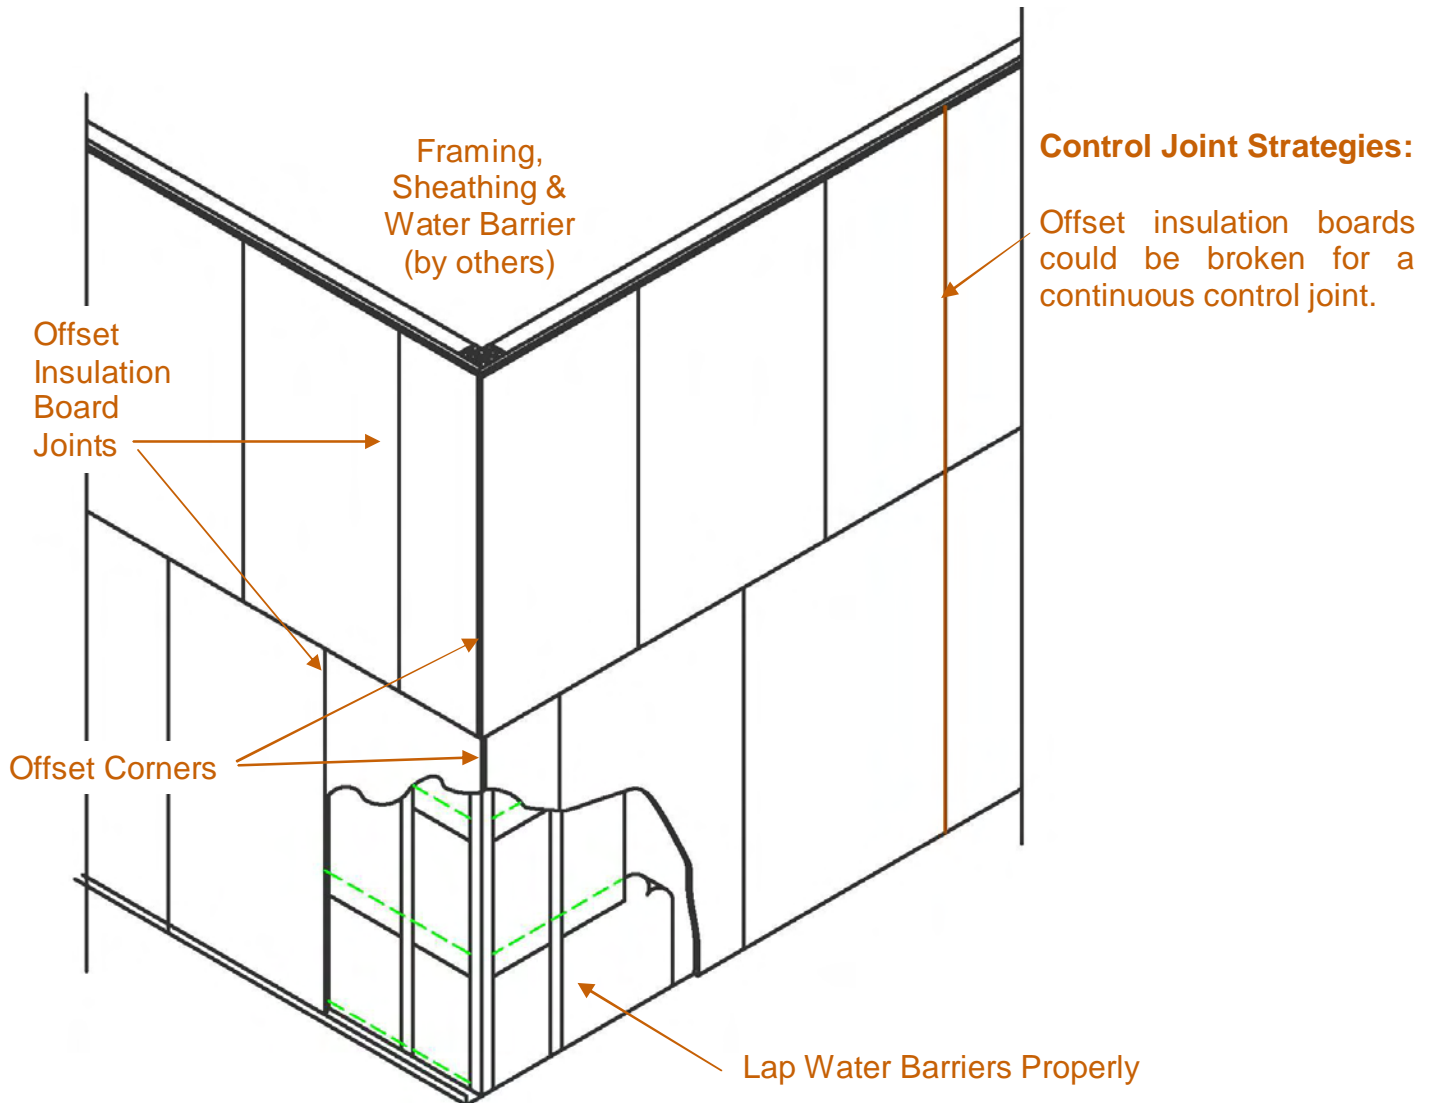 Framing,
Sheathing &
Water Barrier
(by others)
Control Joint Strategies:
Offset insulation boards
could be broken for a
continuous control joint.
Offset
Insulation
Board
Joints
Offset Corners
Lap Water Barriers Properly